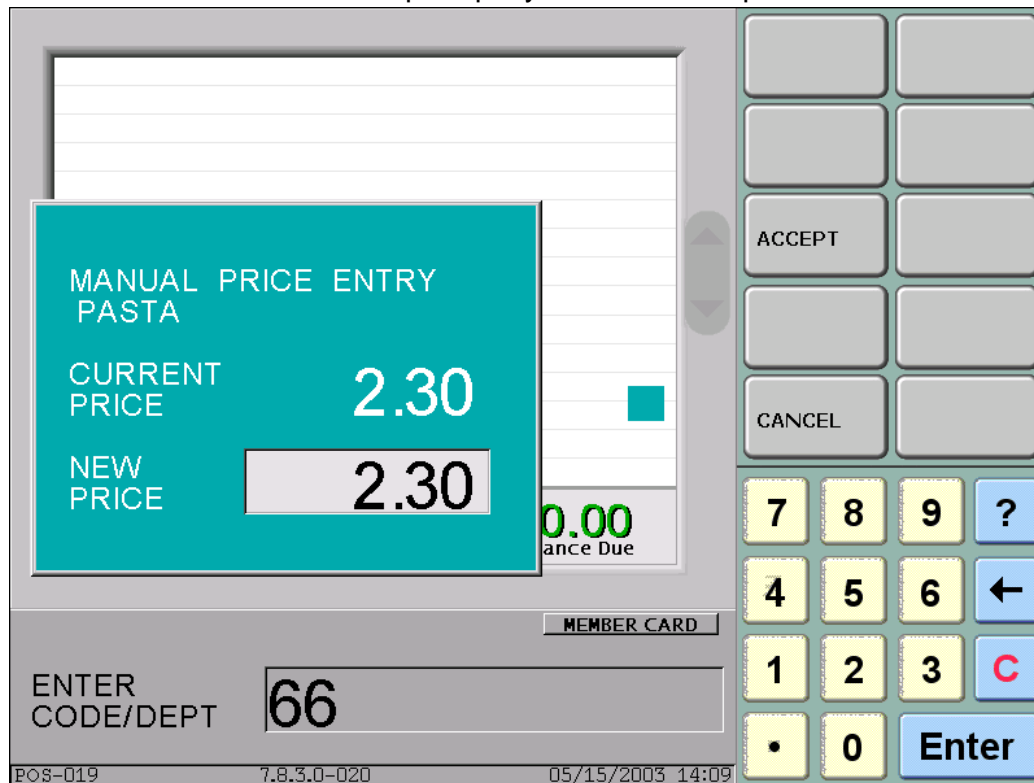 MANUAL PRICE ENTRY
PASTA
CURRENT
PRICE
2.30
NEW
PRICE
2.30
0.00
ance Due
MEMBER CARD
ENTER
CODE/DEPT
66
POS-019 7.8.3.0-020 05/15/2003 14:09
ACCEPT
CANCEL
7 8 9 ?
4 5 6 ←
1 2 3 C
. 0 Enter